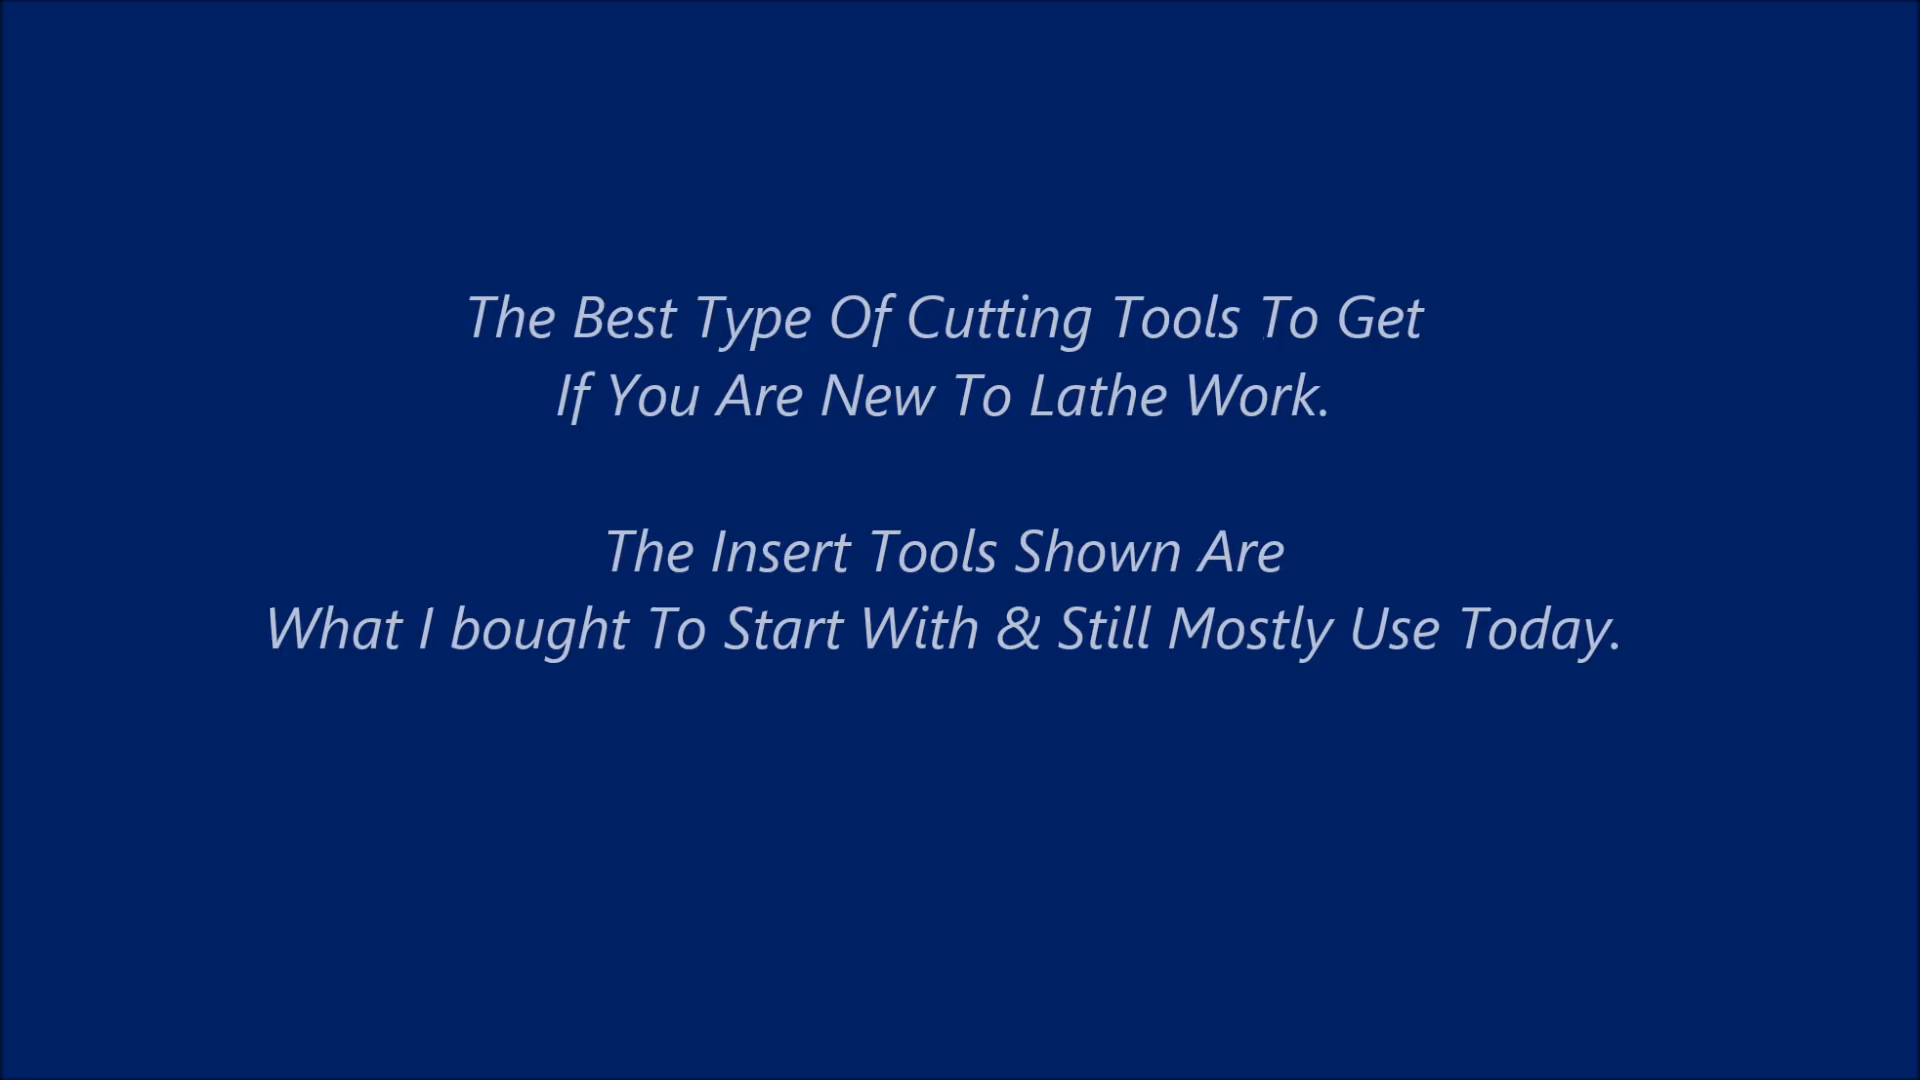 The Best Type Of Cutting Tools To Get
If You Are New To Lathe Work.
The Insert Tools Shown Are
What I bought To Start With & Still Mostly Use Today.